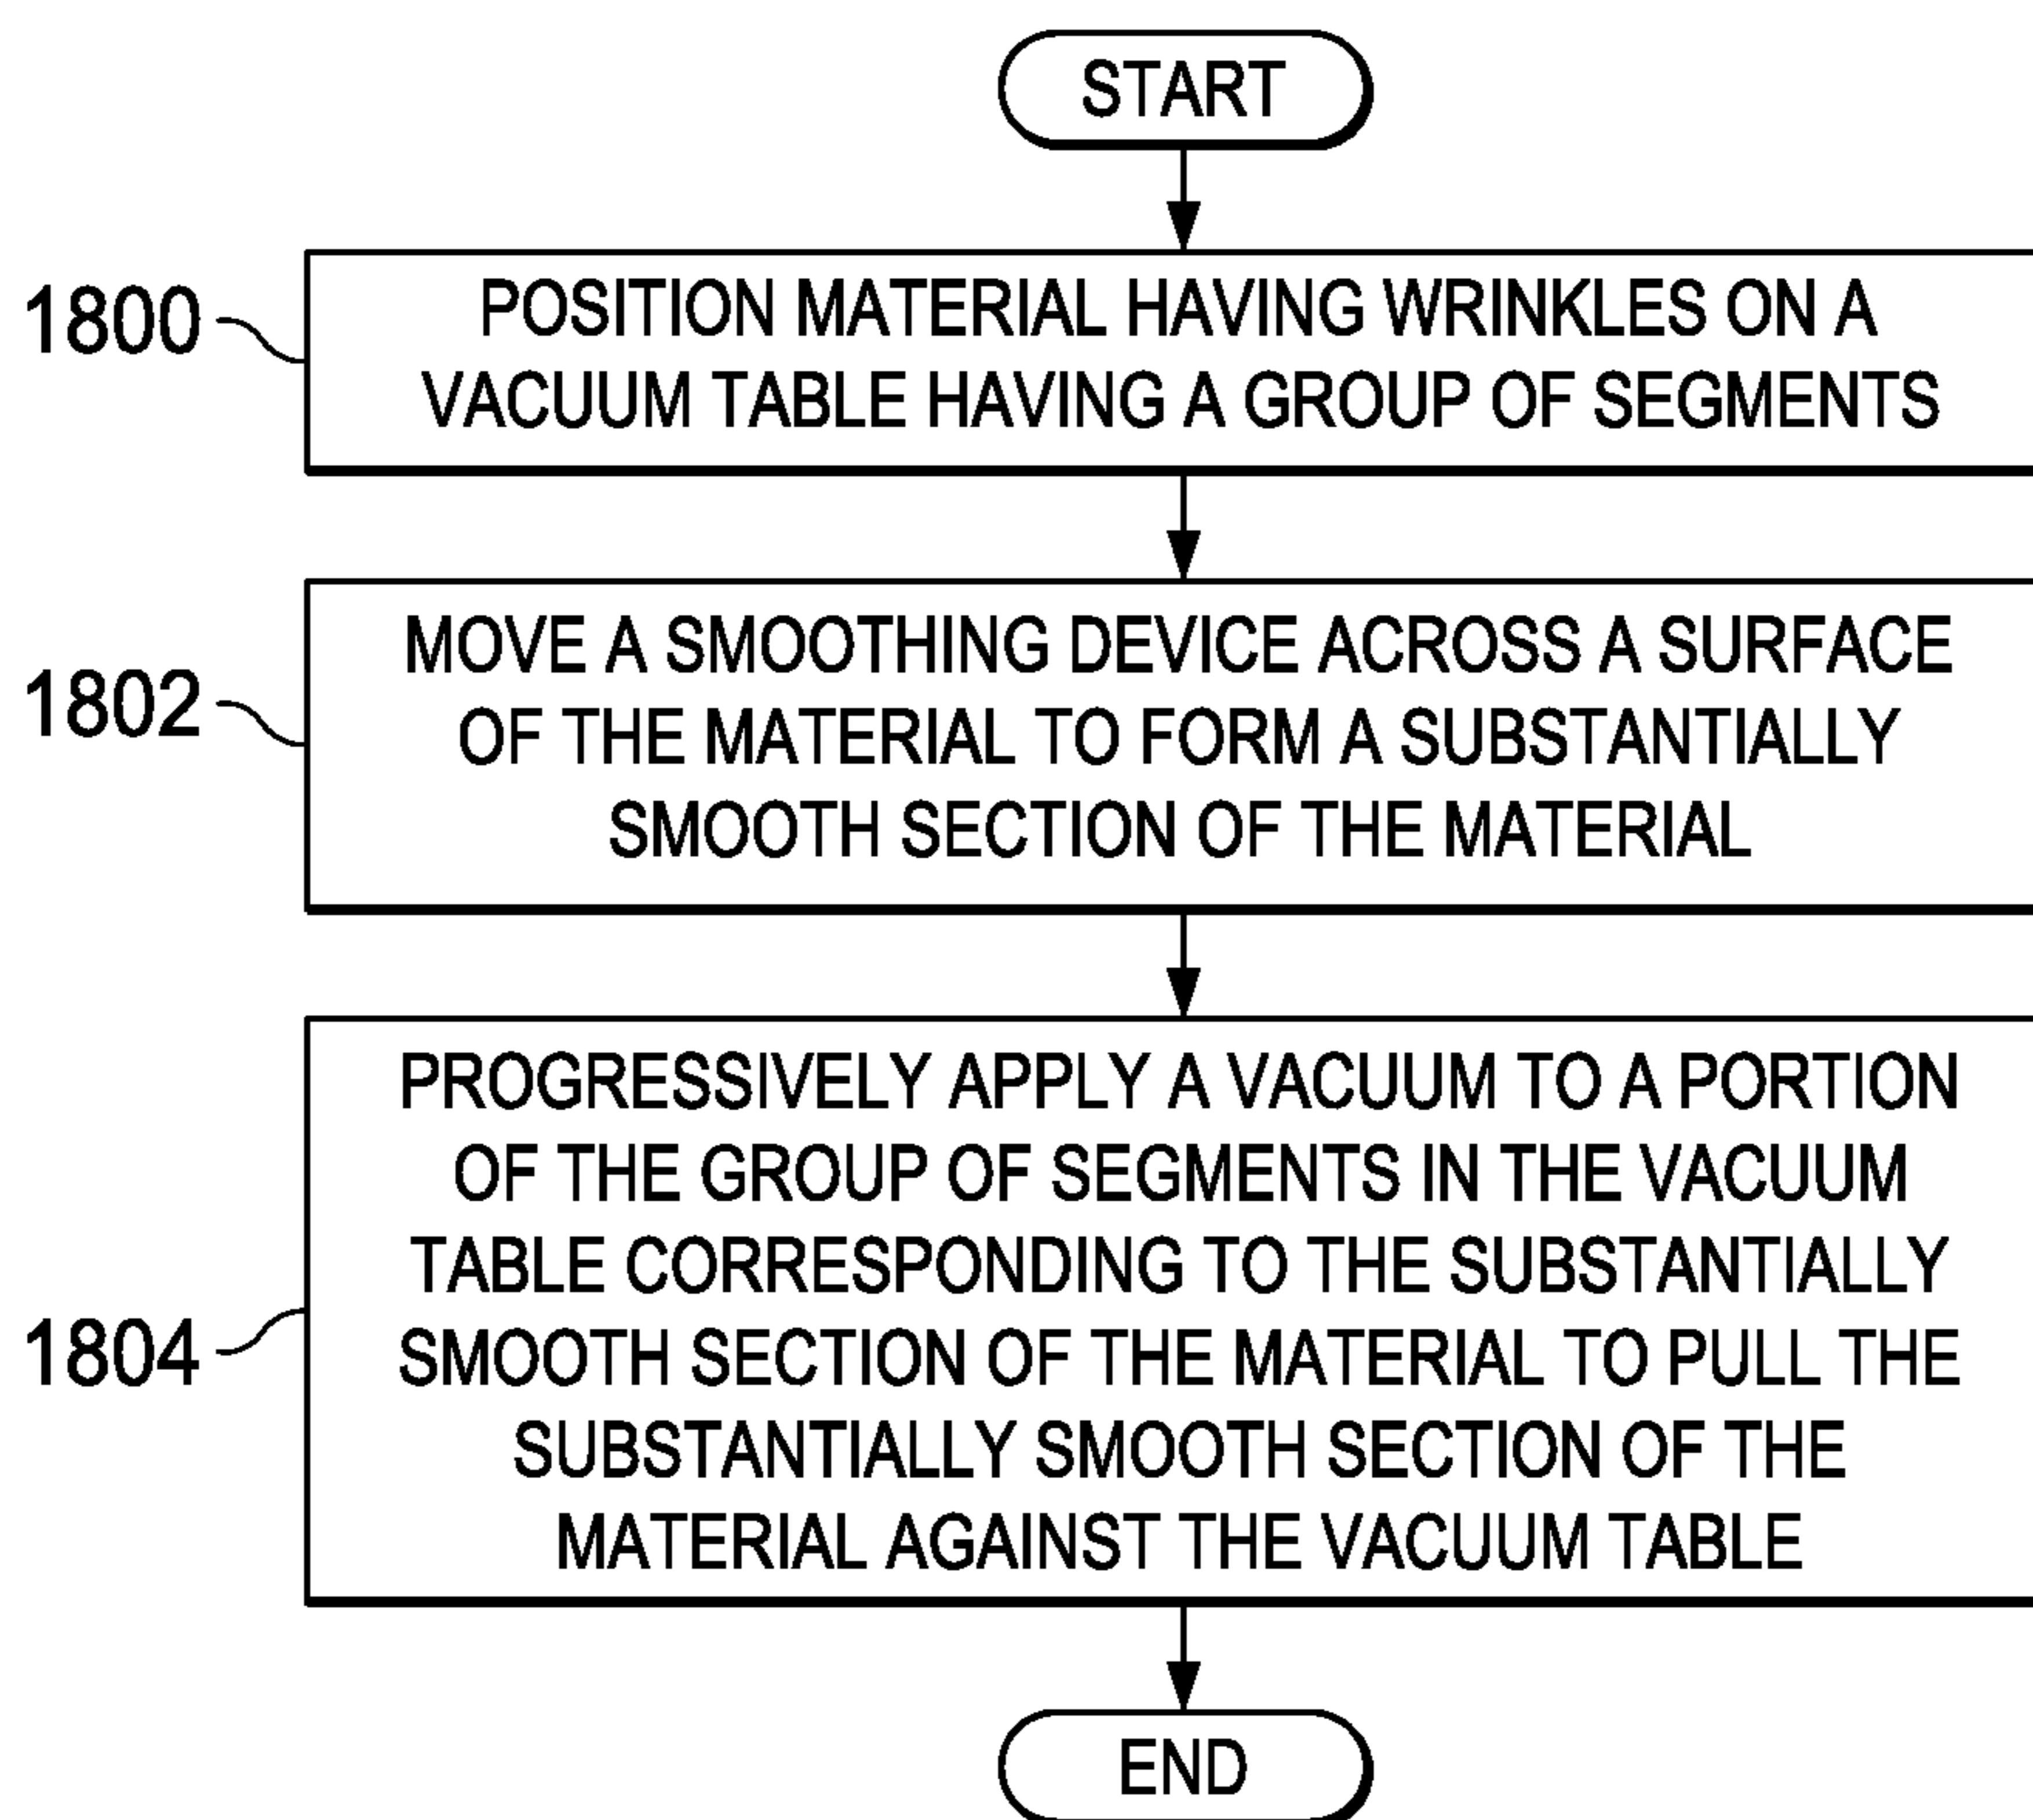 START
1800
POSITION MATERIAL HAVING WRINKLES ON A
VACUUM TABLE HAVING A GROUP OF SEGMENTS
1802
MOVE A SMOOTHING DEVICE ACROSS A SURFACE
OF THE MATERIAL TO FORM A SUBSTANTIALLY
SMOOTH SECTION OF THE MATERIAL
1804
PROGRESSIVELY APPLY A VACUUM TO A PORTION
OF THE GROUP OF SEGMENTS IN THE VACUUM
TABLE CORRESPONDING TO THE SUBSTANTIALLY
SMOOTH SECTION OF THE MATERIAL TO PULL THE
SUBSTANTIALLY SMOOTH SECTION OF THE
MATERIAL AGAINST THE VACUUM TABLE
END